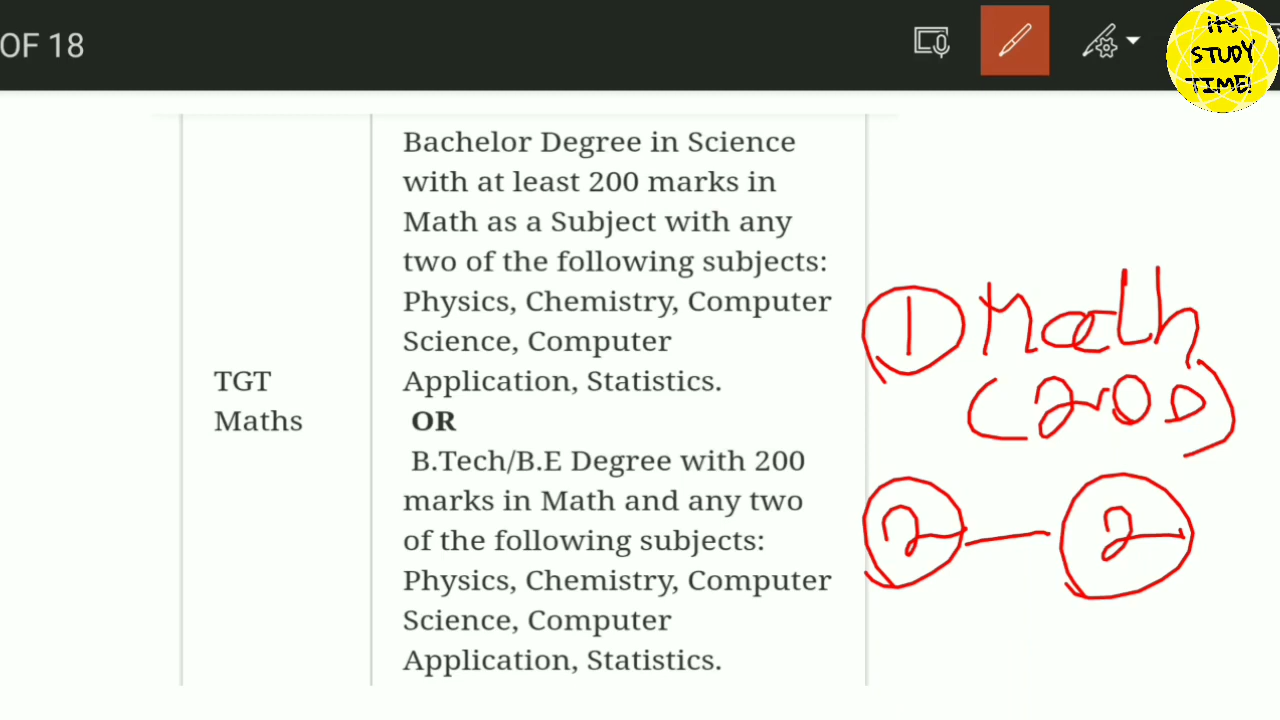 OF 18
IT'S
STUDY
TIME!
Bachelor Degree in Science
with at least 200 marks in
Math as a Subject with any
two of the following subjects:
Physics, Chemistry, Computer
Science, Computer
Application, Statistics.
TGT
Maths
OR
B.Tech/B.E Degree with 200
marks in Math and any two
of the following subjects:
Physics, Chemistry, Computer
Science, Computer
Application, Statistics.
1 Math
(200)
2 — 2